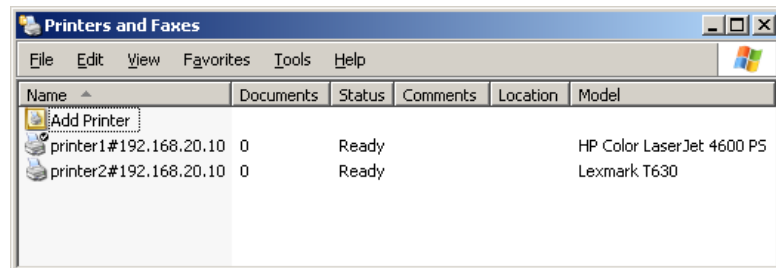 Printers and Faxes
File Edit View Favorites Tools Help
Name Documents Status Comments Location Model
Add Printer
printer1#192.168.20.10 0 Ready HP Color LaserJet 4600 PS
printer2#192.168.20.10 0 Ready Lexmark T630